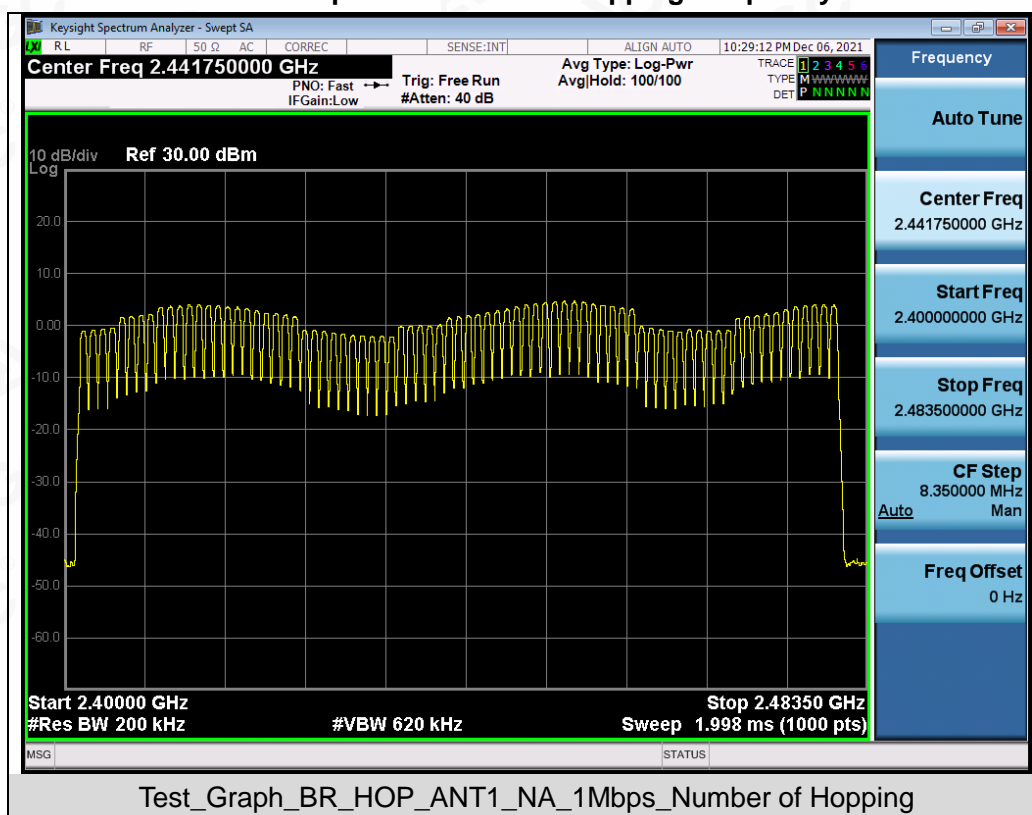 Keysight Spectrum Analyzer - Swept SA
LXI RL RF 50 Ω AC CORREC SENSE:INT ALIGN AUTO 10:29:12 PM Dec 06, 2021
Center Freq 2.441750000 GHz
PNO: Fast
IFGain:Low
Trig: Free Run
#Atten: 40 dB
Avg Type: Log-Pwr
Avg|Hold: 100/100
TRACE 1 2 3 4 5 6
TYPE M WWWWW
DET P N N N N N
10 dB/div Ref 30.00 dBm
Log
20.0
10.0
0.00
-10.0
-20.0
-30.0
-40.0
-50.0
-60.0
Start 2.40000 GHz Stop 2.48350 GHz
#Res BW 200 kHz #VBW 620 kHz Sweep 1.998 ms (1000 pts)
MSG STATUS
Frequency
Auto Tune
Center Freq
2.441750000 GHz
Start Freq
2.400000000 GHz
Stop Freq
2.483500000 GHz
CF Step
8.350000 MHz
Auto Man
Freq Offset
0 Hz
Test_Graph_BR_HOP_ANT1_NA_1Mbps_Number of Hopping